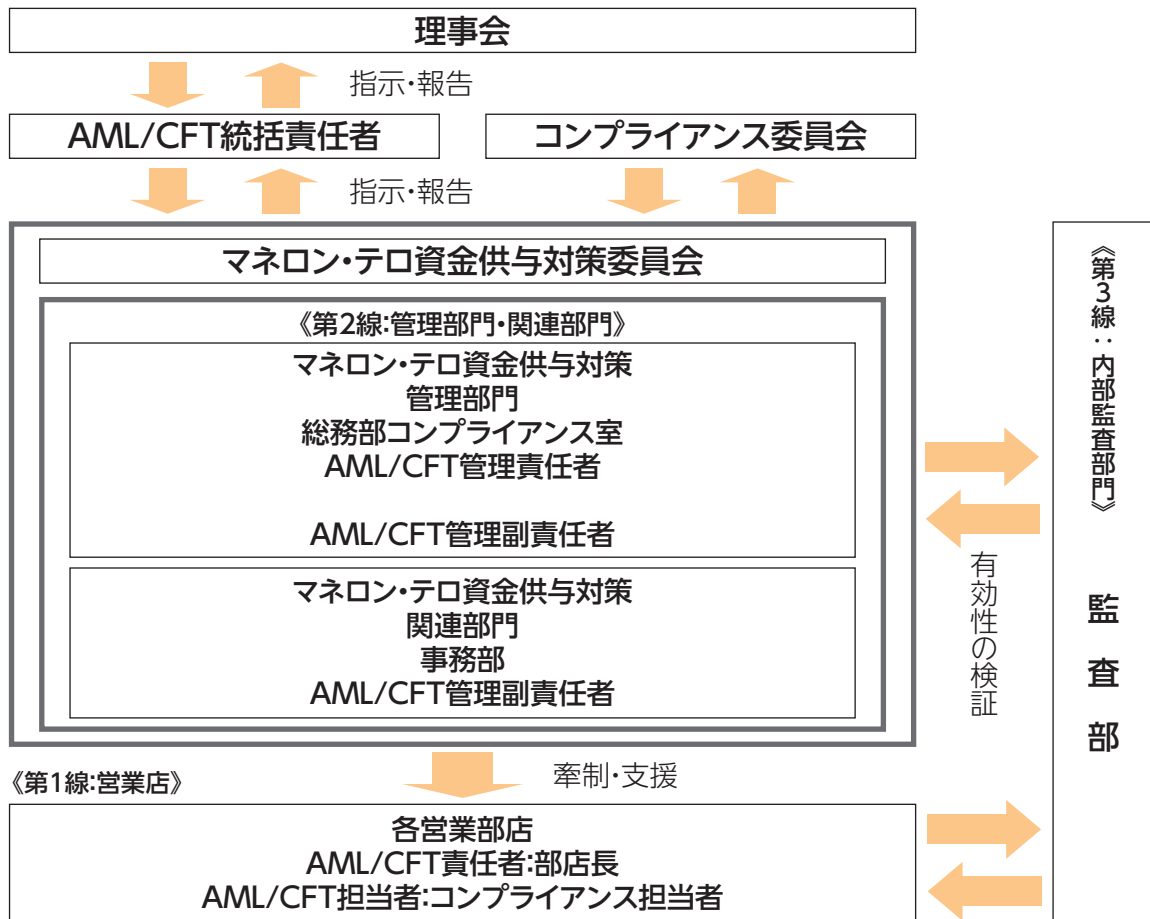 理事会
指示・報告
AML/CFT統括責任者
コンプライアンス委員会
指示・報告
マネロン・テロ資金供与対策委員会
《第2線:管理部門・関連部門》
マネロン・テロ資金供与対策
管理部門
総務部コンプライアンス室
AML/CFT管理責任者
AML/CFT管理副責任者
マネロン・テロ資金供与対策
関連部門
事務部
AML/CFT管理副責任者
牽制・支援
《第1線:営業店》
各営業部店
AML/CFT責任者:部店長
AML/CFT担当者:コンプライアンス担当者
有効性の検証
《第3線:内部監査部門》
監査部